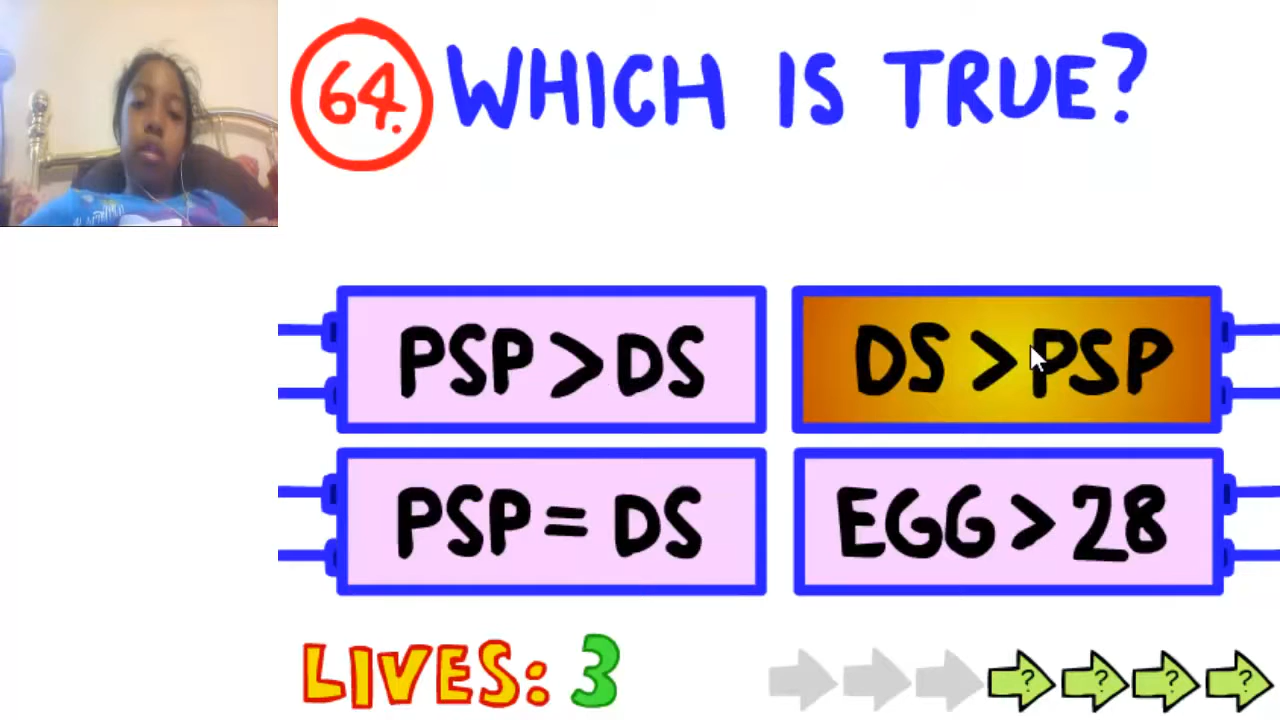 64. WHICH IS TRUE?
PSP > DS
DS > PSP
PSP = DS
EGG > 28
LIVES: 3
? ? ? ?